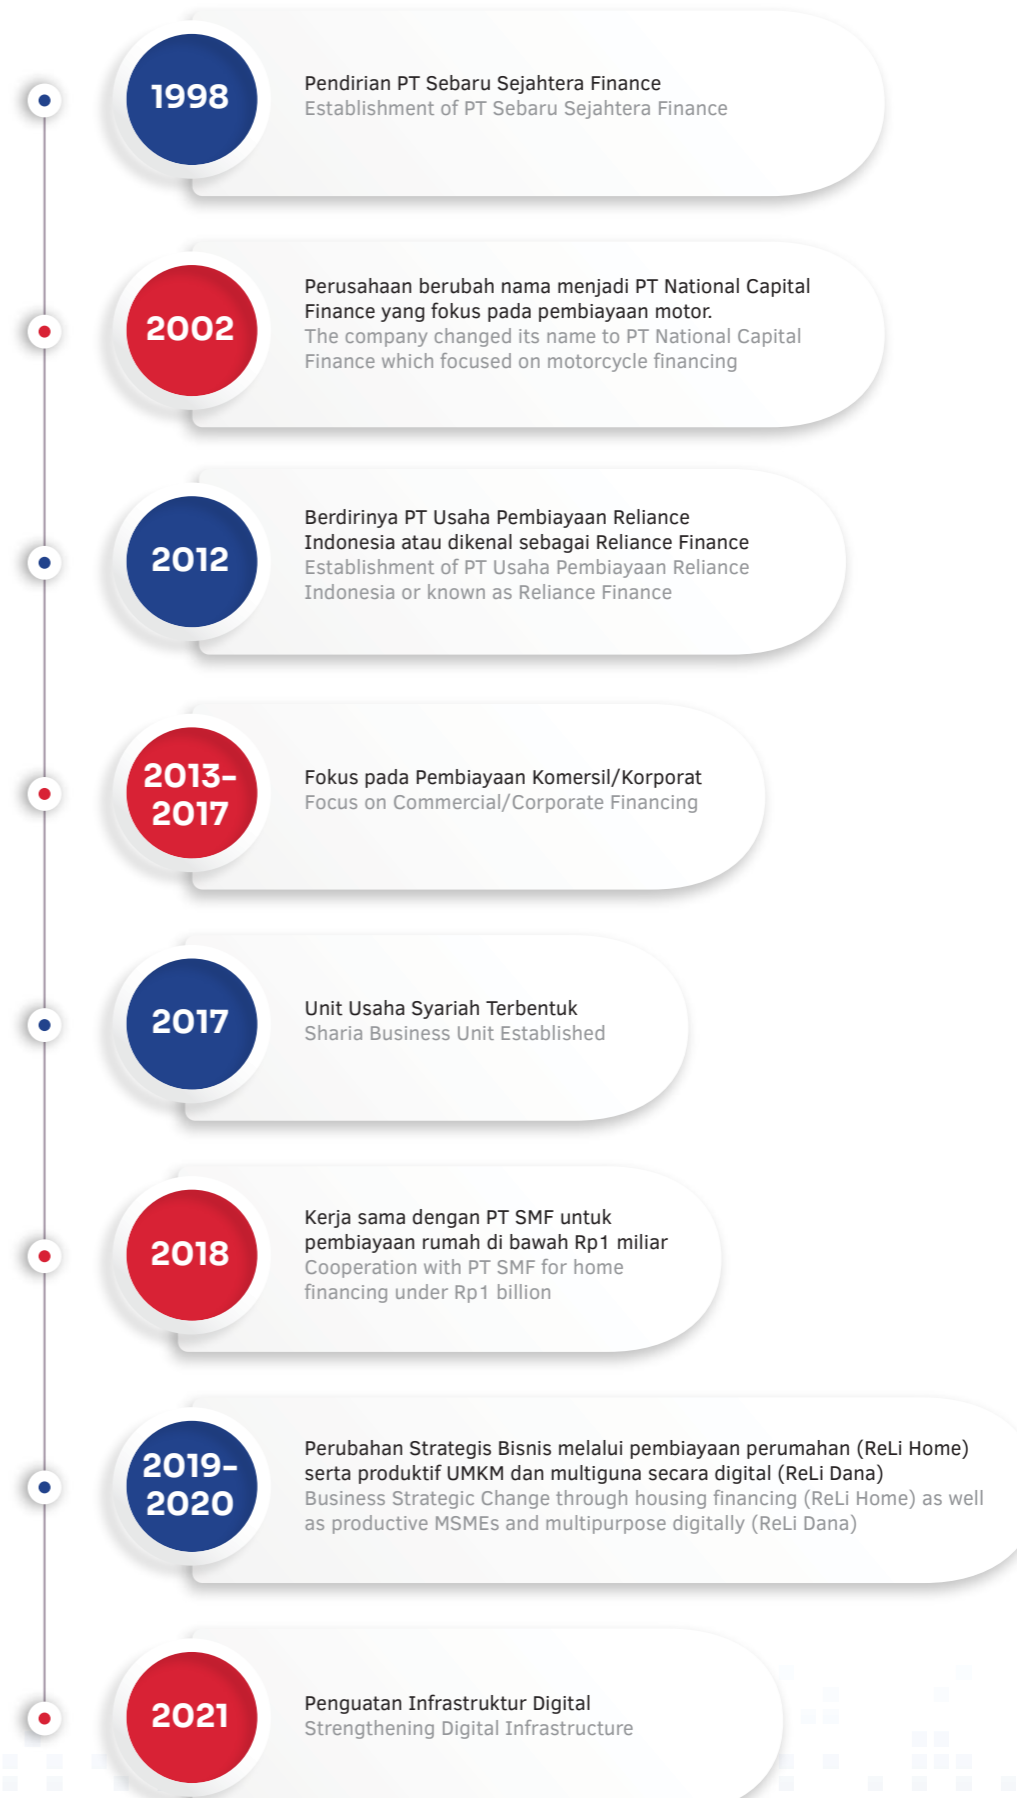 1998
Pendirian PT Sebaru Sejahtera Finance
Establishment of PT Sebaru Sejahtera Finance
2002
Perusahaan berubah nama menjadi PT National Capital
Finance yang fokus pada pembiayaan motor.
The company changed its name to PT National Capital
Finance which focused on motorcycle financing
2012
Berdirinya PT Usaha Pembiayaan Reliance
Indonesia atau dikenal sebagai Reliance Finance
Establishment of PT Usaha Pembiayaan Reliance
Indonesia or known as Reliance Finance
2013-
2017
Fokus pada Pembiayaan Komersil/Korporat
Focus on Commercial/Corporate Financing
2017
Unit Usaha Syariah Terbentuk
Sharia Business Unit Established
2018
Kerja sama dengan PT SMF untuk
pembiayaan rumah di bawah Rp1 miliar
Cooperation with PT SMF for home
financing under Rp1 billion
2019-
2020
Perubahan Strategis Bisnis melalui pembiayaan perumahan (ReLi Home)
serta produktif UMKM dan multiguna secara digital (ReLi Dana)
Business Strategic Change through housing financing (ReLi Home) as well
as productive MSMEs and multipurpose digitally (ReLi Dana)
2021
Penguatan Infrastruktur Digital
Strengthening Digital Infrastructure